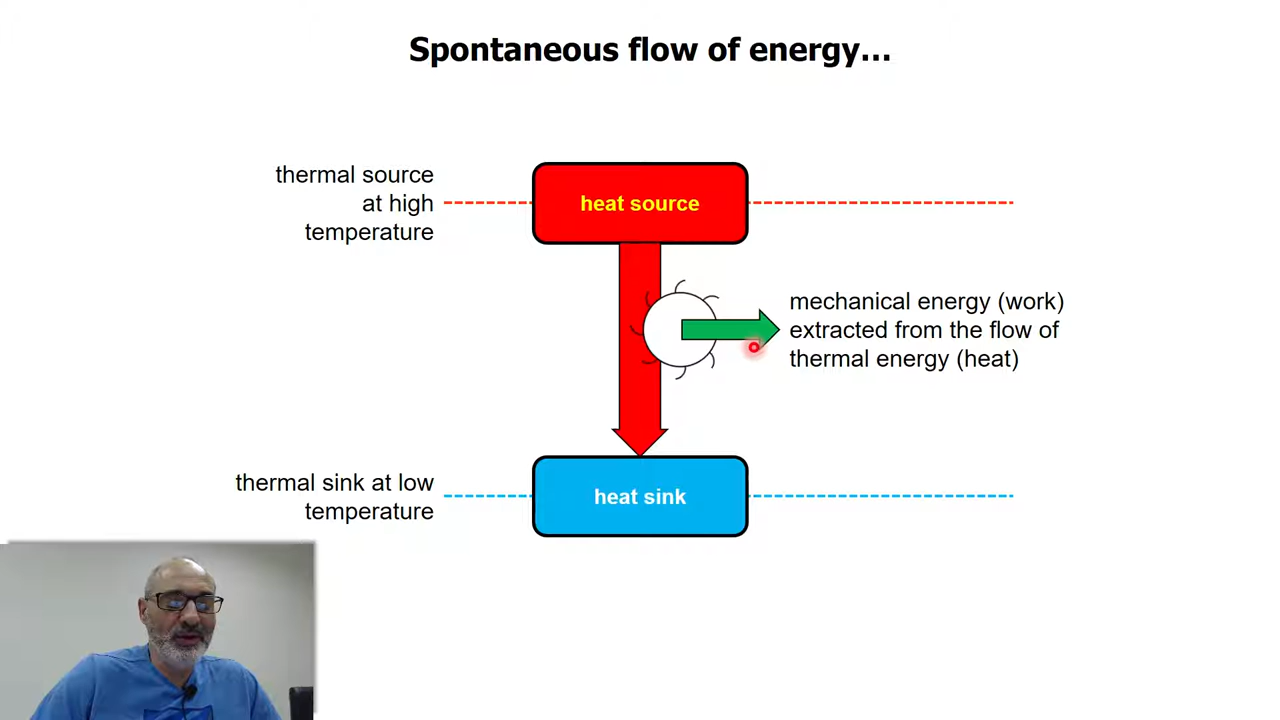 Spontaneous flow of energy…
thermal source
at high
temperature
heat source
mechanical energy (work)
extracted from the flow of
thermal energy (heat)
thermal sink at low
temperature
heat sink